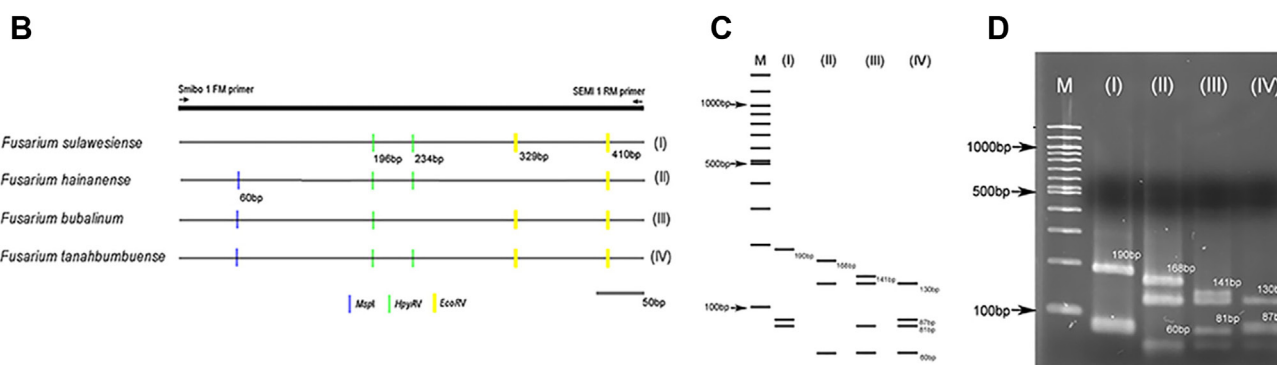 B
Smibo 1 FM primer
SEMI 1 RM primer
Fusarium sulawesiense
(I)
196bp
234bp
329bp
410bp
Fusarium hainanense
(II)
60bp
Fusarium bubalinum
(III)
Fusarium tanahbumbuense
(IV)
MspI
HpyRV
EcoRV
50bp
C
M (I) (II) (III) (IV)
1000bp
500bp
190bp
168bp
141bp
130bp
100bp
87bp
81bp
60bp
D
M (I) (II) (III) (IV)
1000bp
500bp
190bp
168bp
141bp
130b
100bp
60bp
81bp
87b